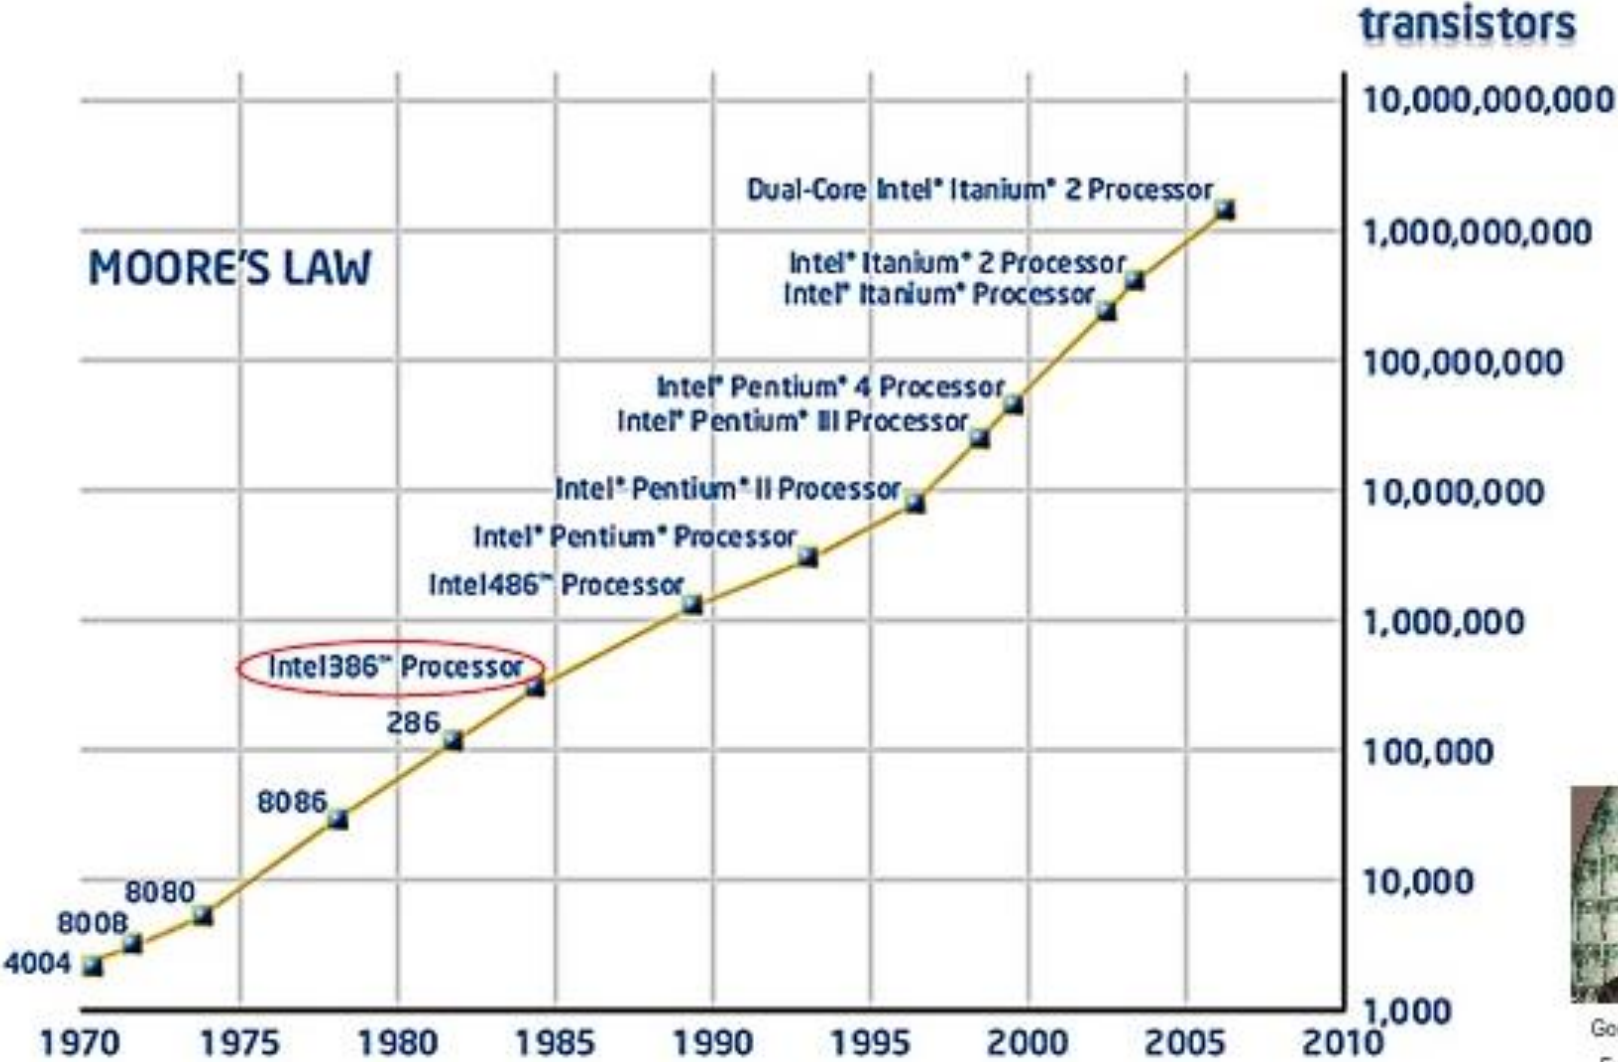 transistors
10,000,000,000
Dual-Core Intel® Itanium® 2 Processor
1,000,000,000
MOORE'S LAW
Intel® Itanium® 2 Processor
Intel® Itanium® Processor
100,000,000
Intel® Pentium® 4 Processor
Intel® Pentium® III Processor
Intel® Pentium® II Processor
10,000,000
Intel® Pentium® Processor
Intel486™ Processor
1,000,000
Intel386™ Processor
286
100,000
8086
8080
10,000
8008
4004
1,000
1970 1975 1980 1985 1990 1995 2000 2005 2010